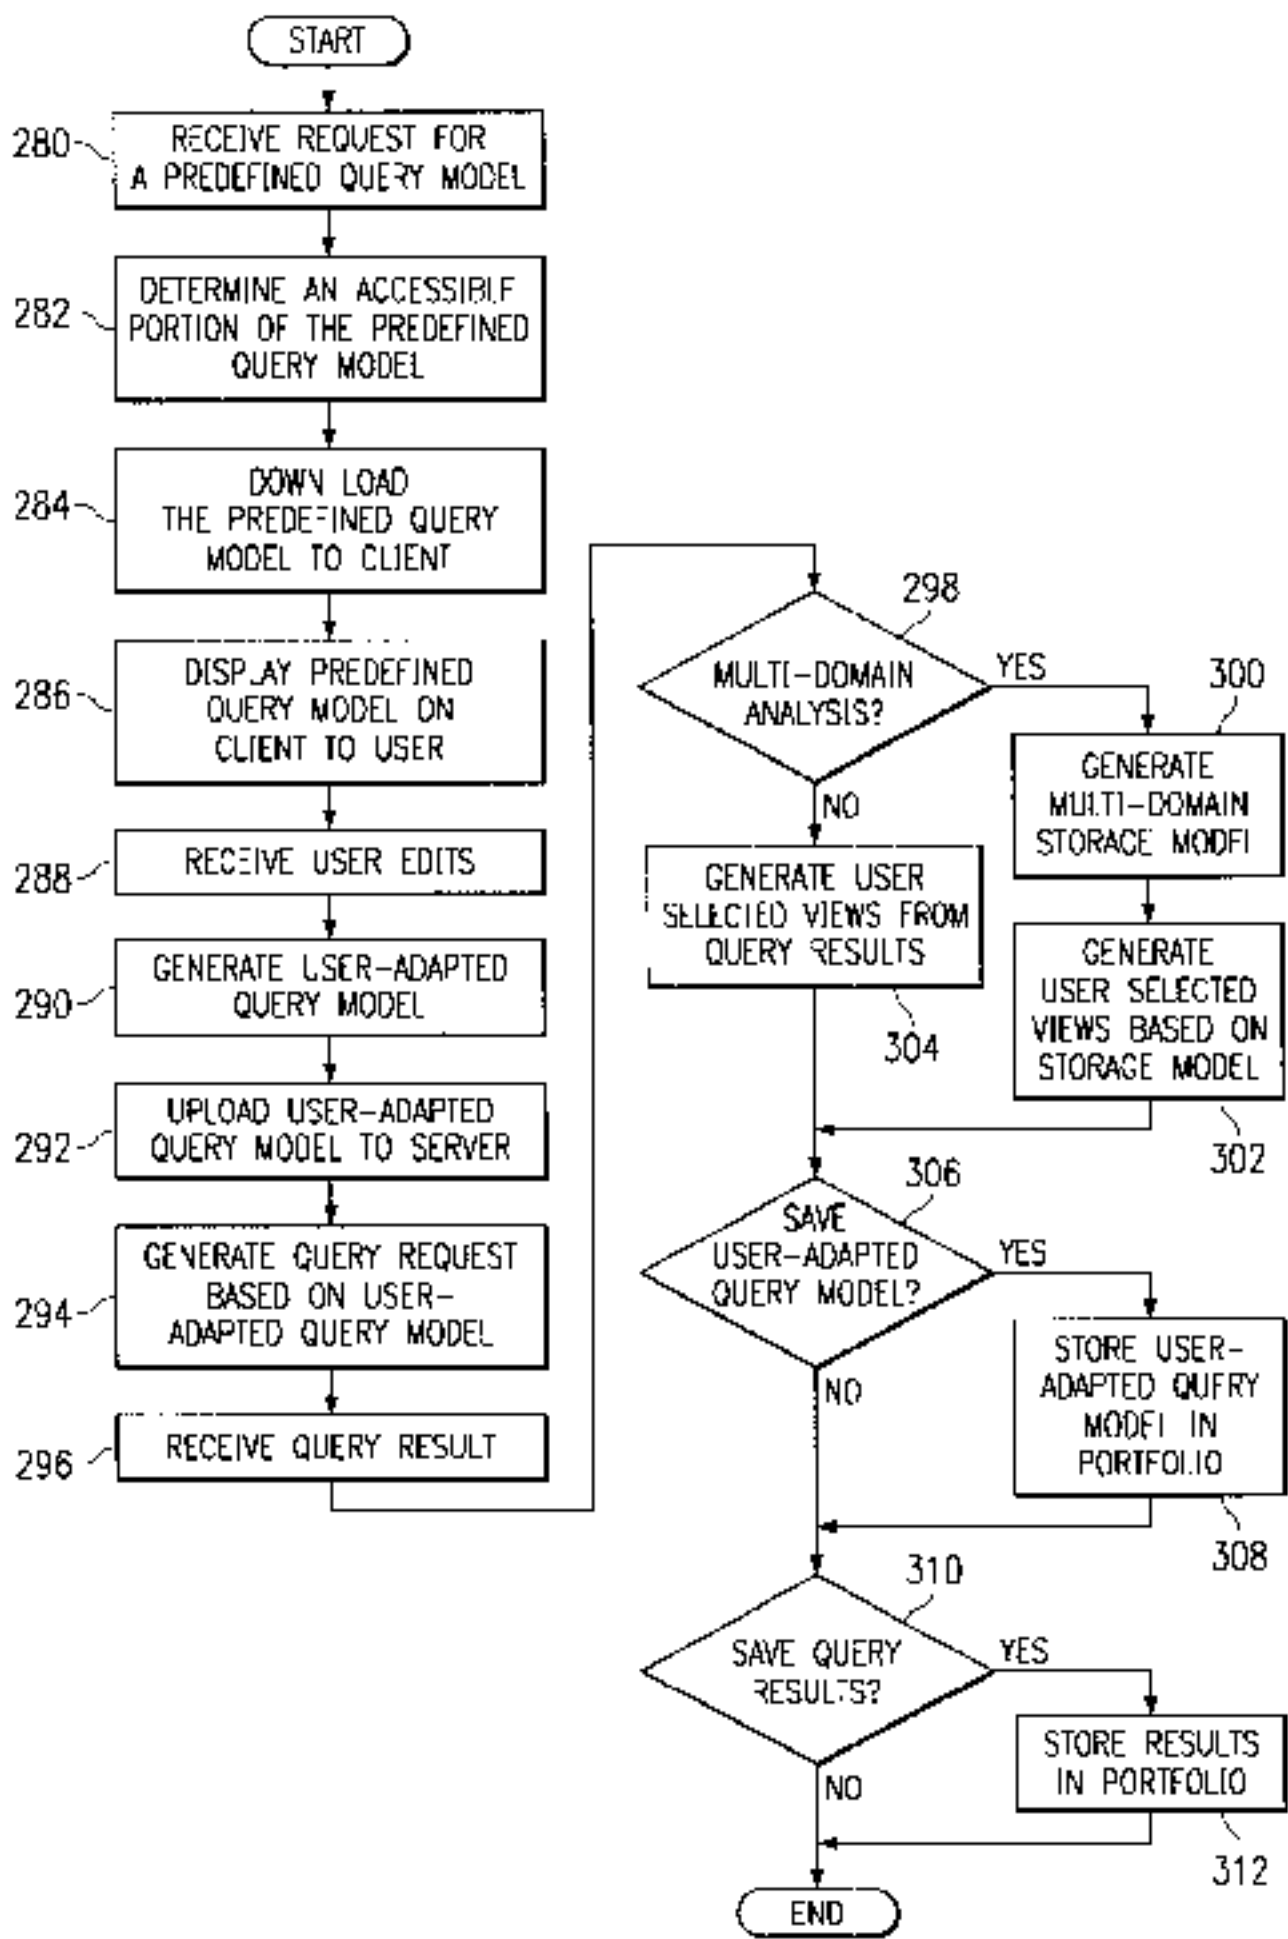 START
280
RECEIVE REQUEST FOR
A PREDEFINED QUERY MODEL
282
DETERMINE AN ACCESSIBLE
PORTION OF THE PREDEFINED
QUERY MODEL
284
DOWN LOAD
THE PREDEFINED QUERY
MODEL TO CLIENT
286
DISPLAY PREDEFINED
QUERY MODEL ON
CLIENT TO USER
288
RECEIVE USER EDITS
290
GENERATE USER-ADAPTED
QUERY MODEL
292
UPLOAD USER-ADAPTED
QUERY MODEL TO SERVER
294
GENERATE QUERY REQUEST
BASED ON USER-
ADAPTED QUERY MODEL
296
RECEIVE QUERY RESULT
298
MULTI-DOMAIN
ANALYSIS?
YES
NO
300
GENERATE
MULTI-DOMAIN
STORAGE MODEL
GENERATE USER
SELECTED VIEWS FROM
QUERY RESULTS
304
GENERATE
USER SELECTED
VIEWS BASED ON
STORAGE MODEL
302
306
SAVE
USER-ADAPTED
QUERY MODEL?
YES
NO
STORE USER-
ADAPTED QUERY
MODEL IN
PORTFOLIO
308
310
SAVE QUERY
RESULTS?
YES
NO
STORE RESULTS
IN PORTFOLIO
312
END